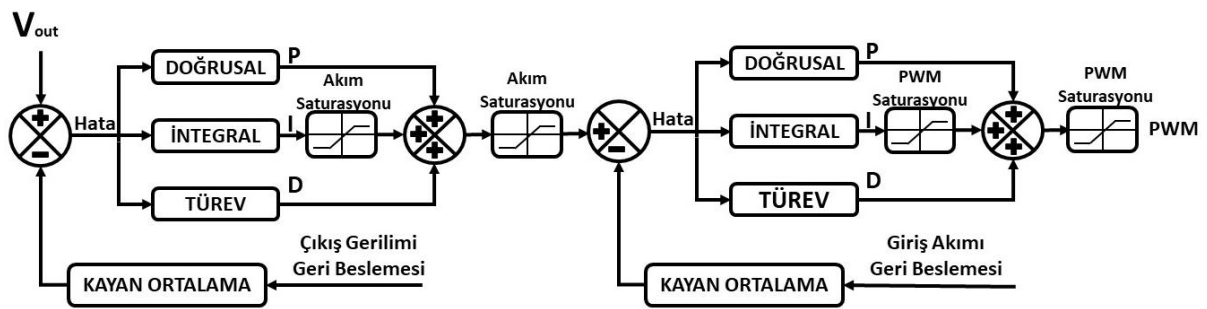 Vout
Hata
DOĞRUSAL
P
İNTEGRAL
I
Akım
Saturasyonu
TÜREV
D
Çıkış Gerilimi
Geri Beslemesi
KAYAN ORTALAMA
Akım
Saturasyonu
Hata
DOĞRUSAL
P
İNTEGRAL
I
PWM
Saturasyonu
TÜREV
D
Giriş Akımı
Geri Beslemesi
KAYAN ORTALAMA
PWM
Saturasyonu
PWM